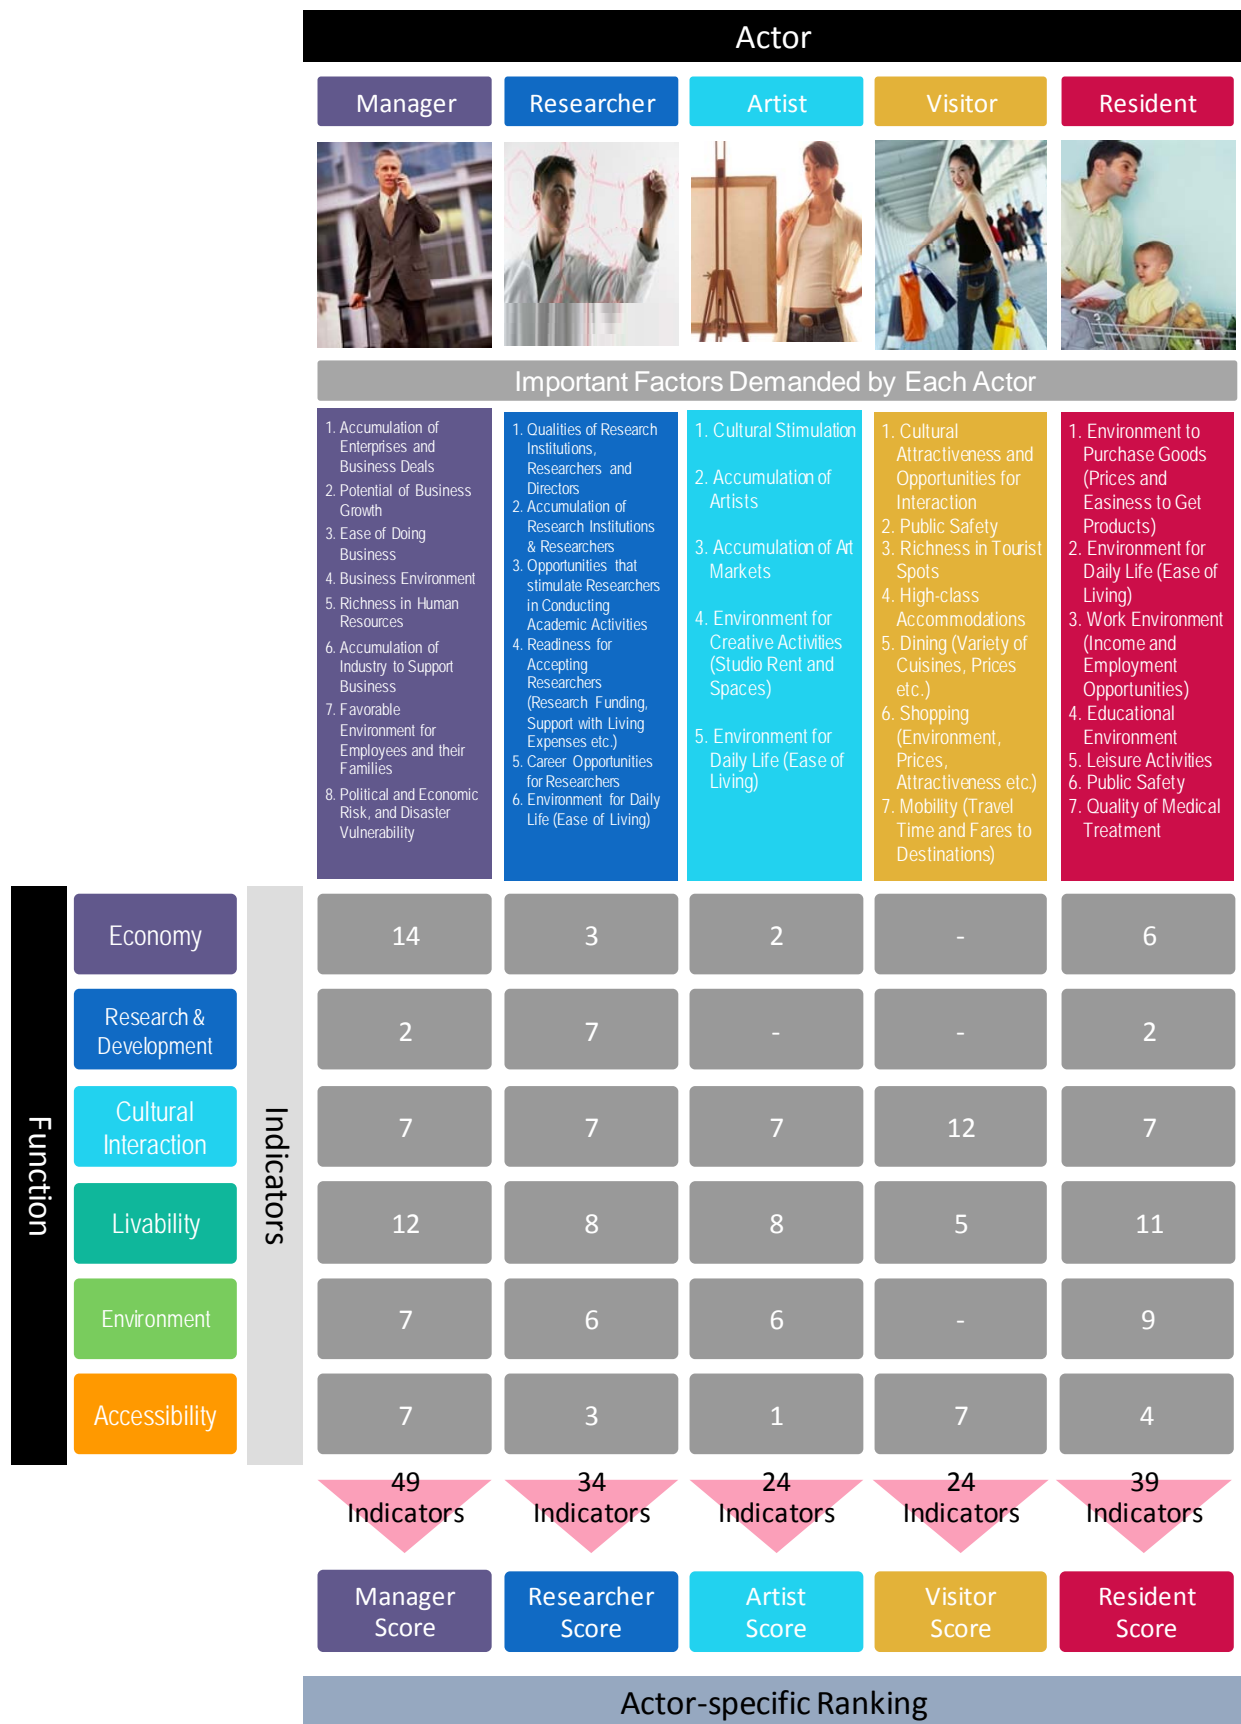 Actor
Manager
Researcher
Artist
Visitor
Resident
Important Factors Demanded by Each Actor
1. Accumulation of
Enterprises and
Business Deals
2. Potential of Business
Growth
3. Ease of Doing
Business
4. Business Environment
5. Richness in Human
Resources
6. Accumulation of
Industry to Support
Business
7. Favorable
Environment for
Employees and their
Families
8. Political and Economic
Risk, and Disaster
Vulnerability
1. Qualities of Research
Institutions,
Researchers and
Directors
2. Accumulation of
Research Institutions
& Researchers
3. Opportunities that
stimulate Researchers
in Conducting
Academic Activities
4. Readiness for
Accepting
Researchers
(Research Funding,
Support with Living
Expenses etc.)
5. Career Opportunities
for Researchers
6. Environment for Daily
Life (Ease of Living)
1. Cultural Stimulation
2. Accumulation of
Artists
3. Accumulation of Art
Markets
4. Environment for
Creative Activities
(Studio Rent and
Spaces)
5. Environment for
Daily Life (Ease of
Living)
1. Cultural
Attractiveness and
Opportunities for
Interaction
2. Public Safety
3. Richness in Tourist
Spots
4. High-class
Accommodations
5. Dining (Variety of
Cuisines, Prices
etc.)
6. Shopping
(Environment,
Prices,
Attractiveness etc.)
7. Mobility (Travel
Time and Fares to
Destinations)
1. Environment to
Purchase Goods
(Prices and
Easiness to Get
Products)
2. Environment for
Daily Life (Ease of
Living)
3. Work Environment
(Income and
Employment
Opportunities)
4. Educational
Environment
5. Leisure Activities
6. Public Safety
7. Quality of Medical
Treatment
Function
Indicators
Economy
14
3
2
-
6
Research &
Development
2
7
-
-
2
Cultural
Interaction
7
7
7
12
7
Livability
12
8
8
5
11
Environment
7
6
6
-
9
Accessibility
7
3
1
7
4
49
Indicators
34
Indicators
24
Indicators
24
Indicators
39
Indicators
Manager
Score
Researcher
Score
Artist
Score
Visitor
Score
Resident
Score
Actor-specific Ranking